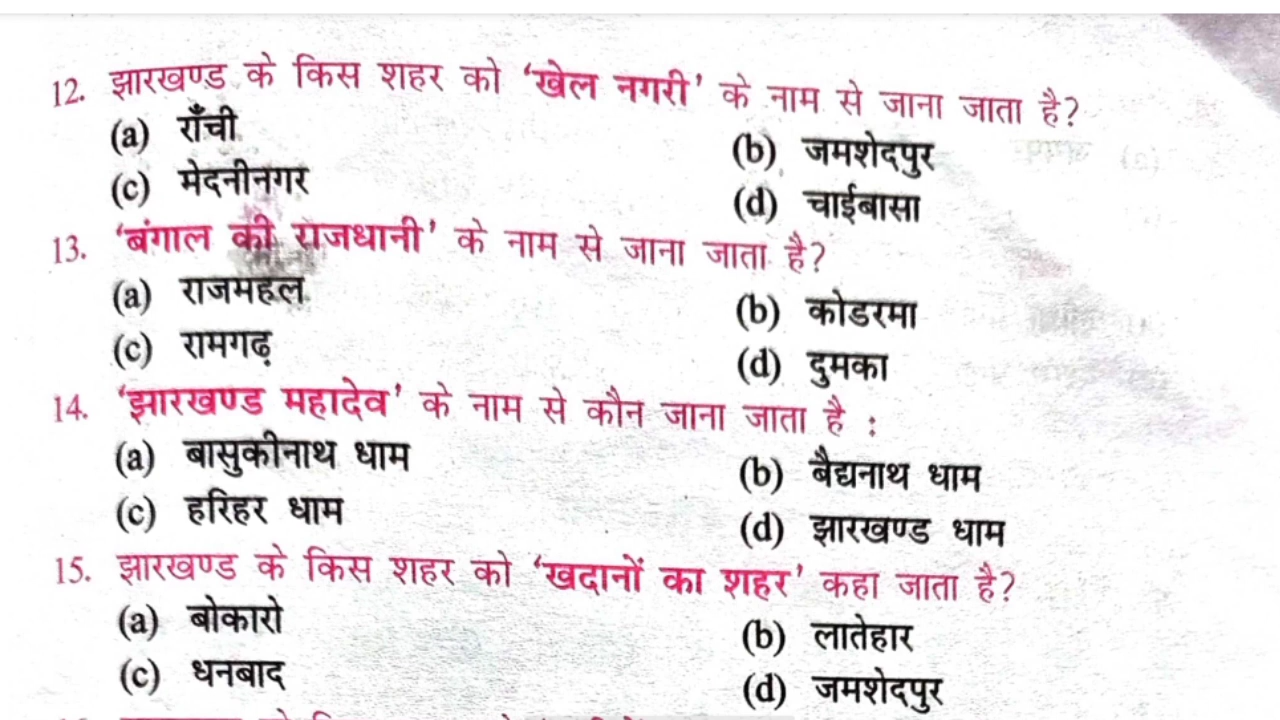 12. झारखण्ड के किस शहर को ‘खेल नगरी’ के नाम से जाना जाता है?
(a) राँची (b) जमशेदपुर
(c) मेदनीनगर (d) चाईबासा
13. ‘बंगाल की राजधानी’ के नाम से जाना जाता है?
(a) राजमहल (b) कोडरमा
(c) रामगढ़ (d) दुमका
14. ‘झारखण्ड महादेव’ के नाम से कौन जाना जाता है :
(a) बासुकीनाथ धाम (b) बैद्यनाथ धाम
(c) हरिहर धाम (d) झारखण्ड धाम
15. झारखण्ड के किस शहर को ‘खदानों का शहर’ कहा जाता है?
(a) बोकारो (b) लातेहार
(c) धनबाद (d) जमशेदपुर